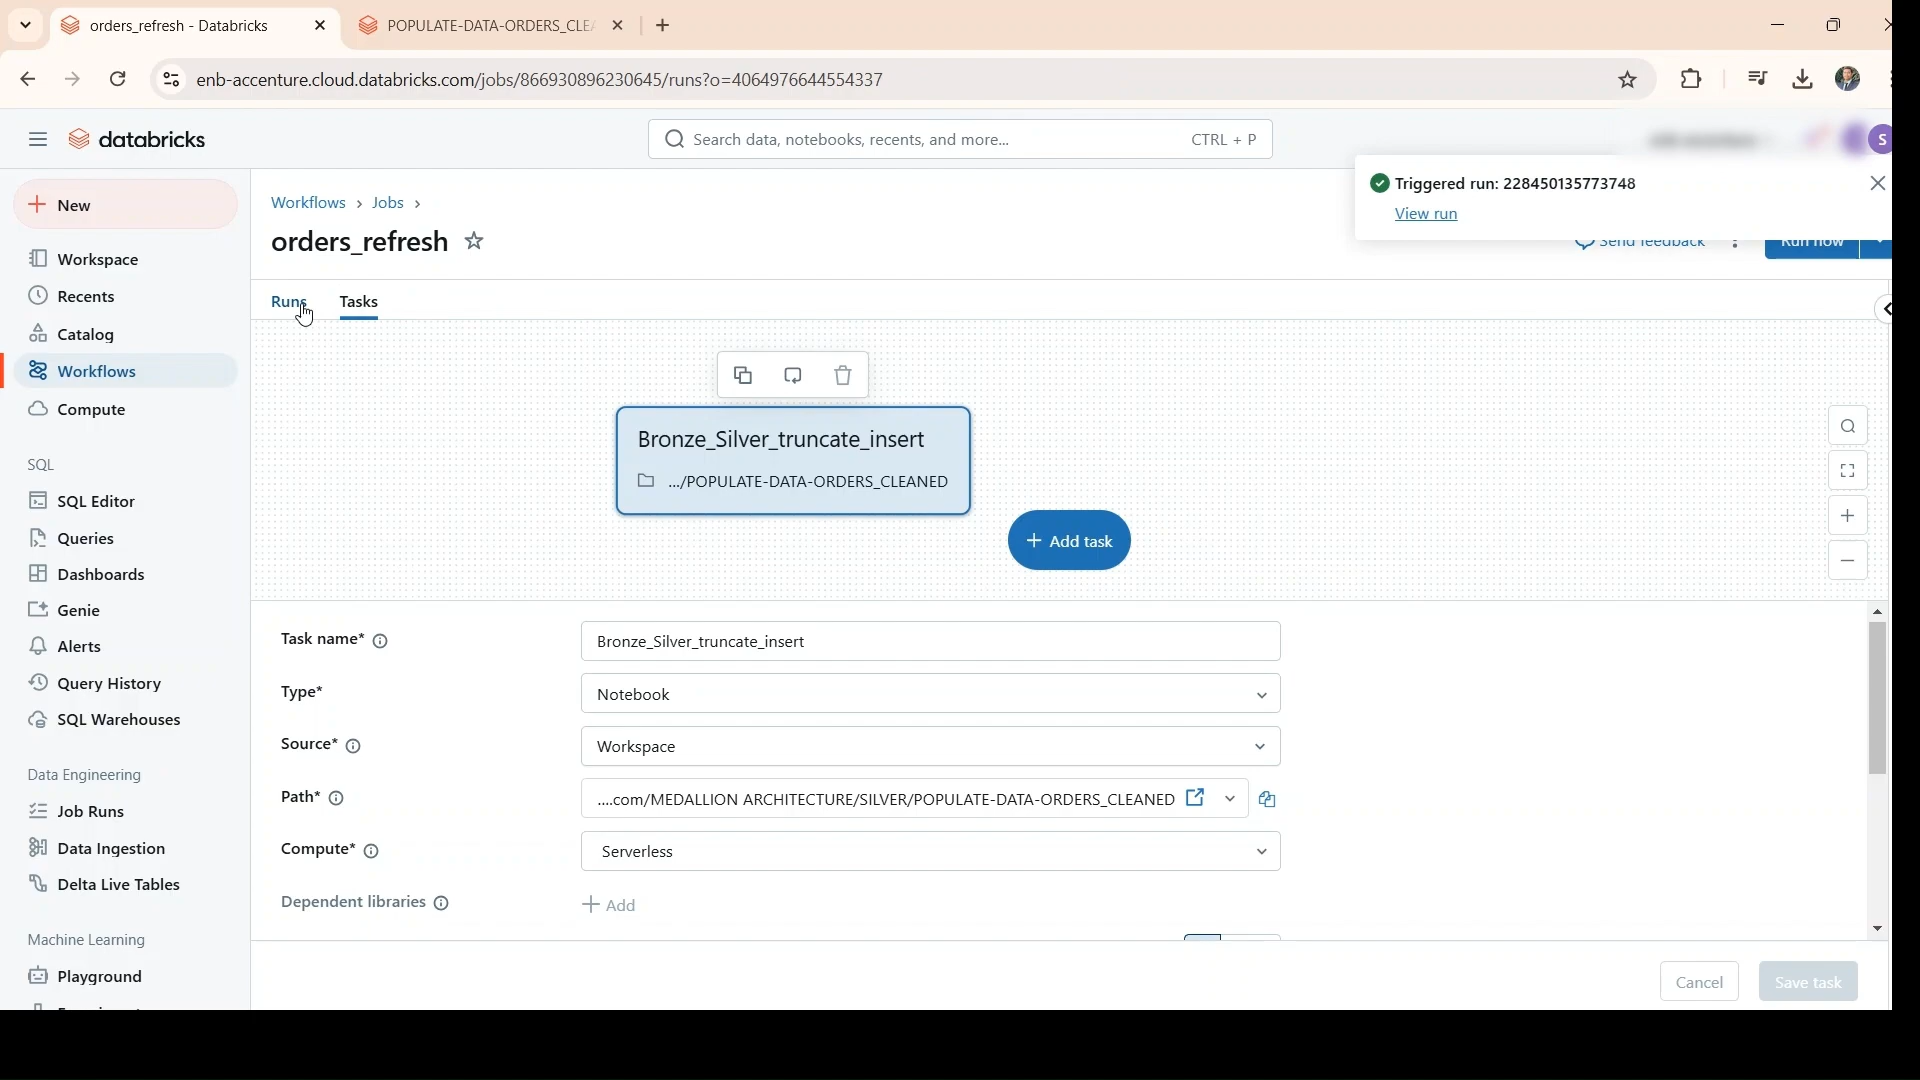 orders_refresh - Databricks
POPULATE-DATA-ORDERS_CLEA
enb-accenture.cloud.databricks.com/jobs/866930896230645/runs?o=4064976644554337
databricks
Search data, notebooks, recents, and more...
CTRL + P
S
Triggered run: 228450135773748
View run
New
Workspace
Recents
Catalog
Workflows
Compute
SQL
SQL Editor
Queries
Dashboards
Genie
Alerts
Query History
SQL Warehouses
Data Engineering
Job Runs
Data Ingestion
Delta Live Tables
Machine Learning
Playground
Workflows > Jobs >
orders_refresh
Send feedback
Run now
Runs
Tasks
Bronze_Silver_truncate_insert
.../POPULATE-DATA-ORDERS_CLEANED
+ Add task
Task name*
Bronze_Silver_truncate_insert
Type*
Notebook
Source*
Workspace
Path*
....com/MEDALLION ARCHITECTURE/SILVER/POPULATE-DATA-ORDERS_CLEANED
Compute*
Serverless
Dependent libraries
+ Add
Cancel
Save task